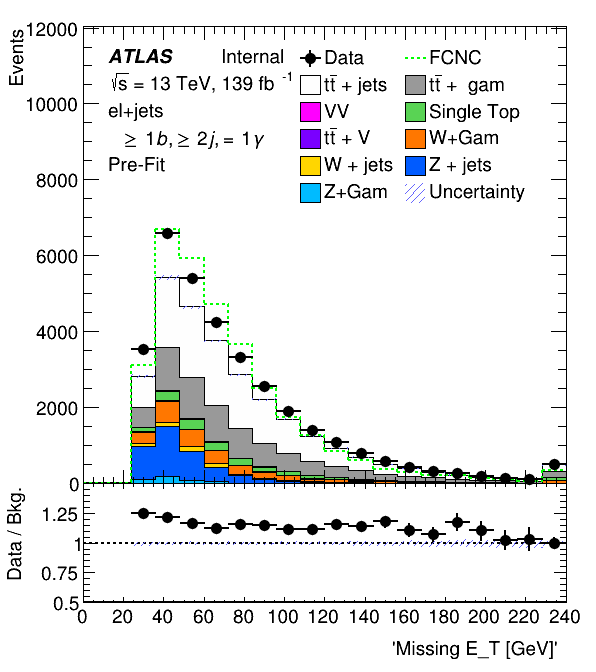 Events
12000
10000
8000
6000
4000
2000
0
ATLAS Internal
√s = 13 TeV, 139 fb⁻¹
el+jets
≥ 1b, ≥ 2j, = 1γ
Pre-Fit
Data
FCNC
tt̄ + jets
tt̄ + gam
VV
Single Top
tt̄ + V
W+Gam
W + jets
Z + jets
Z+Gam
Uncertainty
Data / Bkg.
1.25
1
0.75
0.5
0 20 40 60 80 100 120 140 160 180 200 220 240
'Missing E_T [GeV]'